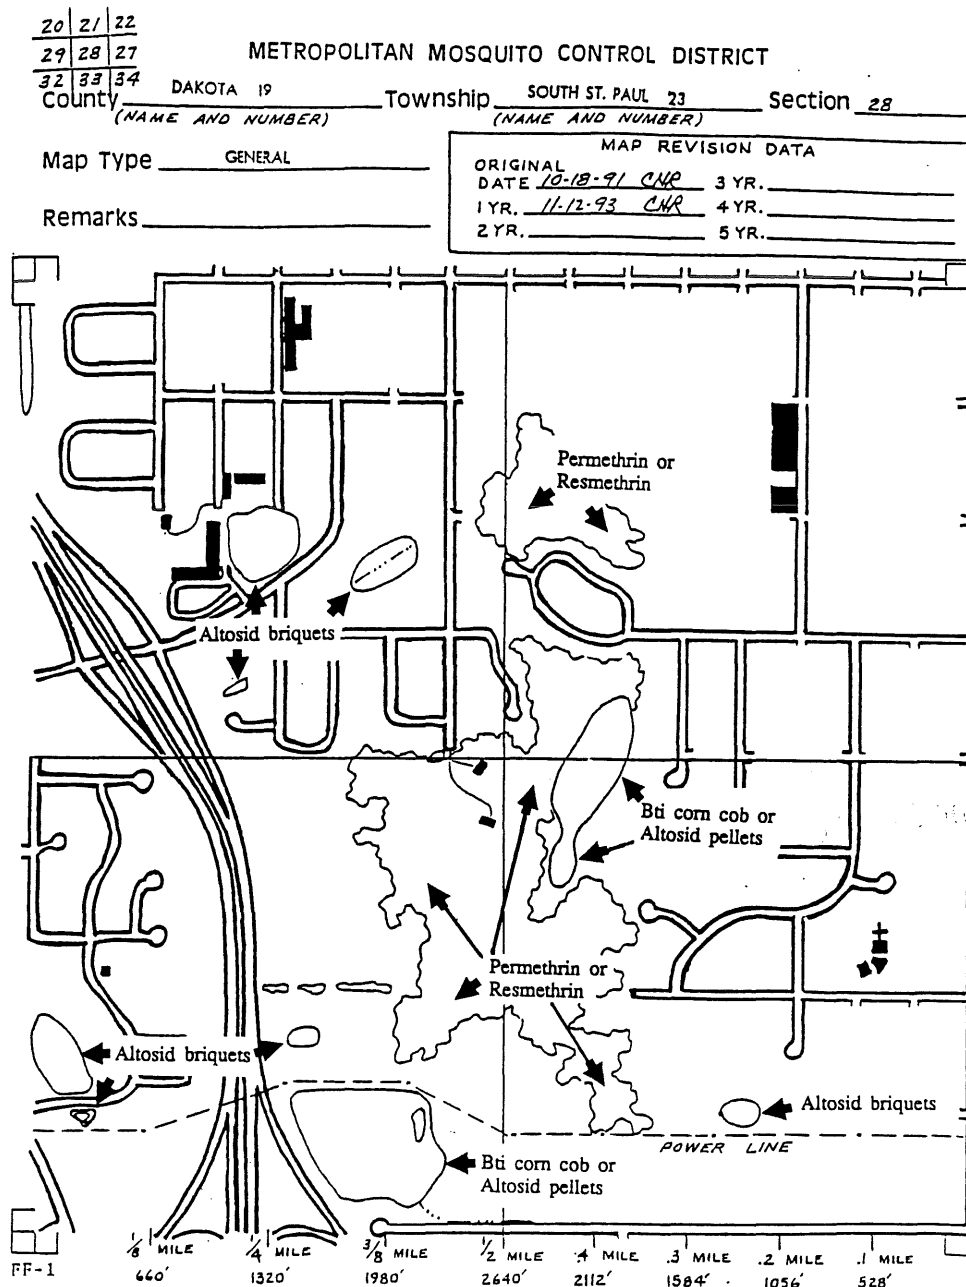 20 21 22
29 28 27
32 33 34
METROPOLITAN MOSQUITO CONTROL DISTRICT
County DAKOTA 19 Township SOUTH ST. PAUL 23 Section 28
(NAME AND NUMBER) (NAME AND NUMBER)
Map Type GENERAL
MAP REVISION DATA
ORIGINAL
DATE 10-18-91 CNR 3 YR.
1 YR. 11-12-93 CNR 4 YR.
2 YR. 5 YR.
Remarks
Permethrin or
Resmethrin
Altosid briquets
Bti corn cob or
Altosid pellets
Permethrin or
Resmethrin
Altosid briquets
Altosid briquets
POWER LINE
Bti corn cob or
Altosid pellets
1/8 MILE 1/4 MILE 3/8 MILE 1/2 MILE .4 MILE .3 MILE .2 MILE .1 MILE
FF-1 660' 1320' 1980' 2640' 2112' 1584' 1056' 528'